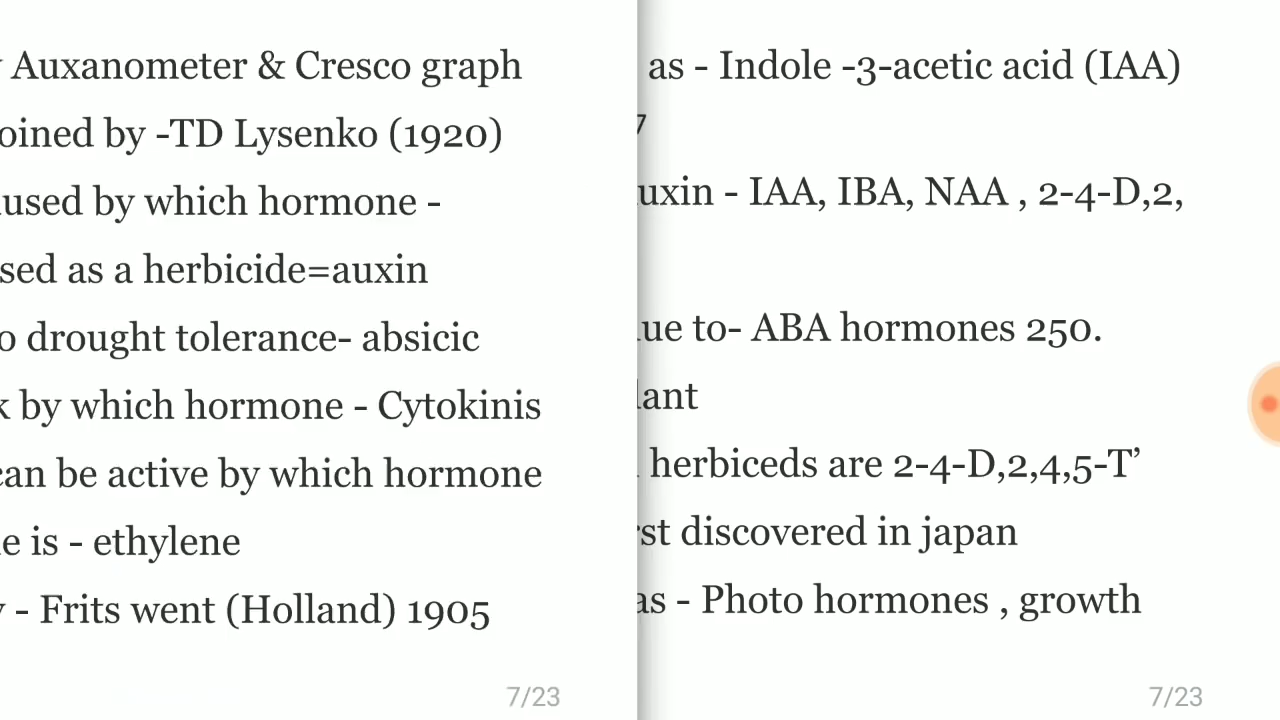 Auxanometer & Cresco graph
oined by -TD Lysenko (1920)
used by which hormone -
sed as a herbicide=auxin
o drought tolerance- absicic
k by which hormone - Cytokinis
can be active by which hormone
e is - ethylene
- Frits went (Holland) 1905
7/23
as - Indole -3-acetic acid (IAA)
7
uxin - IAA, IBA, NAA , 2-4-D,2,
ue to- ABA hormones 250.
lant
herbiceds are 2-4-D,2,4,5-T’
st discovered in japan
as - Photo hormones , growth
7/23